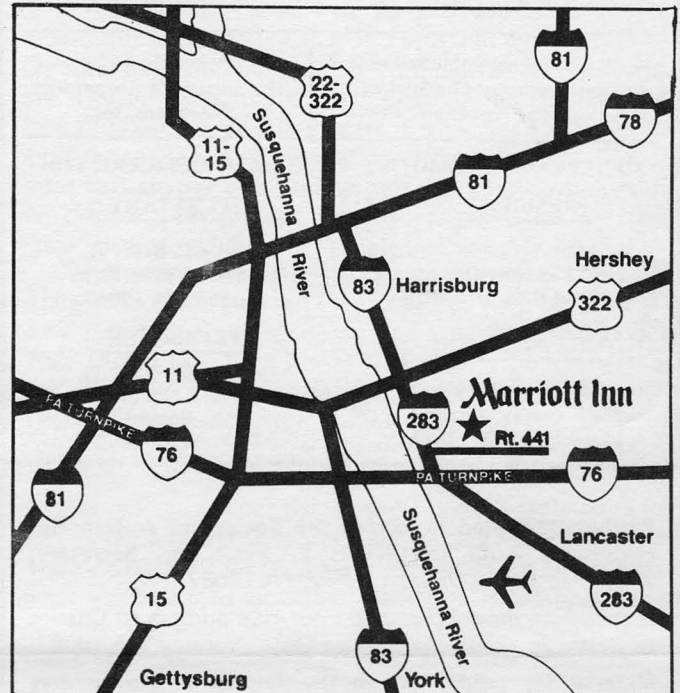 81
22-
322
78
11-
15
Susquehanna
River
81
Hershey
83
Harrisburg
322
11
Marriott Inn
283
Rt. 441
PA TURNPIKE
76
PA TURNPIKE
76
81
Susquehanna River
Lancaster
15
283
83
Gettysburg
York